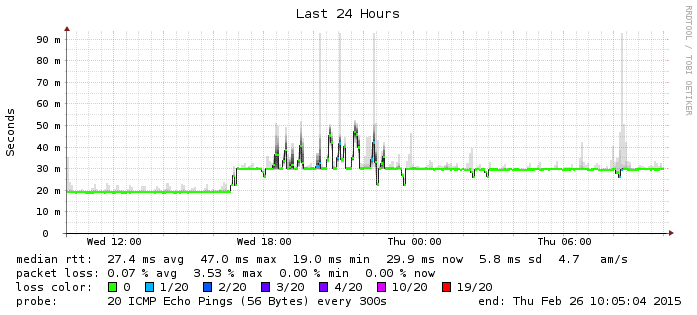 Last 24 Hours
RRDTOOL / TOBI OETIKER
Seconds
90 m
80 m
70 m
60 m
50 m
40 m
30 m
20 m
10 m
0
Wed 12:00 Wed 18:00 Thu 00:00 Thu 06:00
median rtt: 27.4 ms avg 47.0 ms max 19.0 ms min 29.9 ms now 5.8 ms sd 4.7 am/s
packet loss: 0.07 % avg 3.53 % max 0.00 % min 0.00 % now
loss color: 0 1/20 2/20 3/20 4/20 10/20 19/20
probe: 20 ICMP Echo Pings (56 Bytes) every 300s end: Thu Feb 26 10:05:04 2015